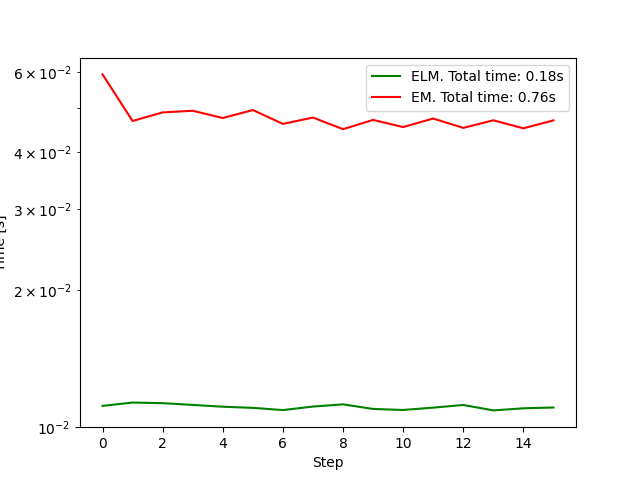 ELM. Total time: 0.18s
EM. Total time: 0.76s
6 × 10⁻²
4 × 10⁻²
3 × 10⁻²
2 × 10⁻²
10⁻²
0 2 4 6 8 10 12 14
Step
[s]